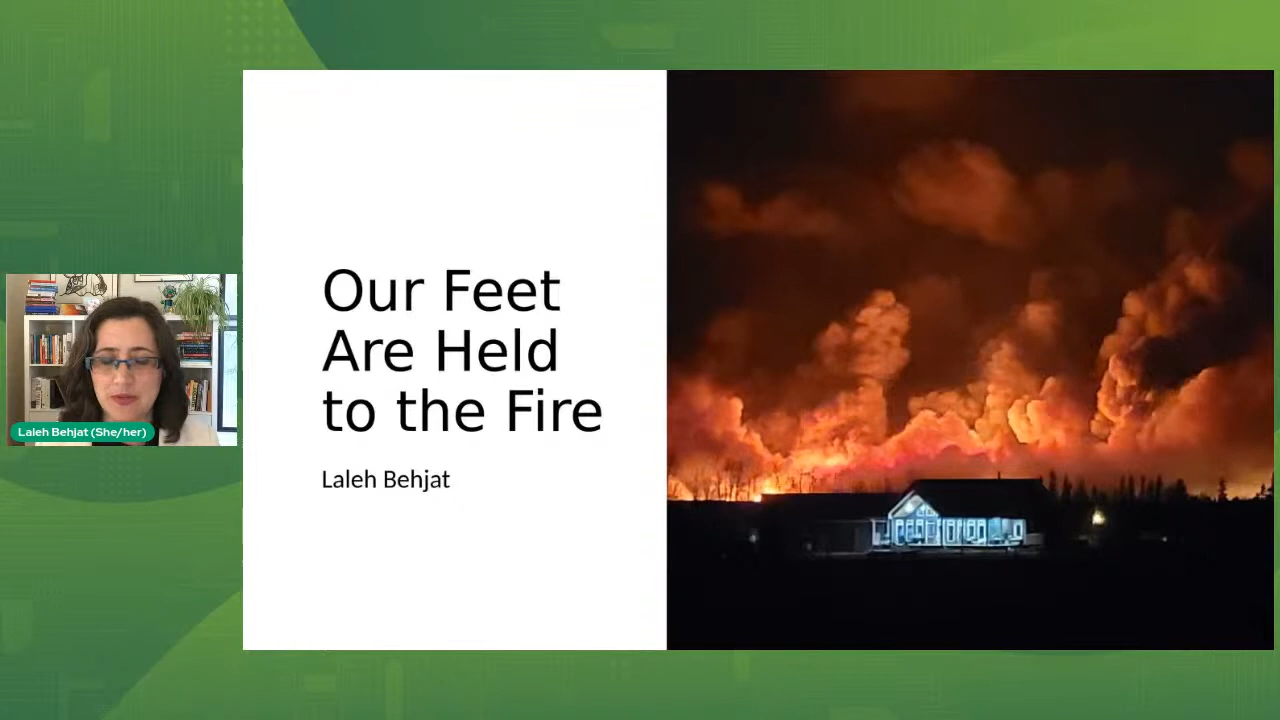 Our Feet
Are Held
to the Fire
Laleh Behjat
Laleh Behjat (She/her)